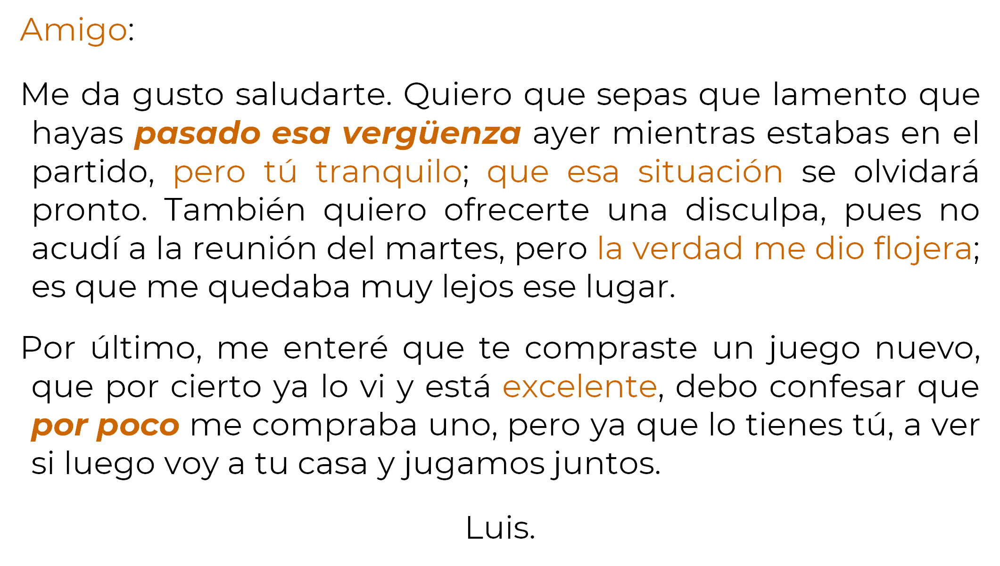 Amigo:
Me da gusto saludarte. Quiero que sepas que lamento que
hayas pasado esa vergüenza ayer mientras estabas en el
partido, pero tú tranquilo; que esa situación se olvidará
pronto. También quiero ofrecerte una disculpa, pues no
acudí a la reunión del martes, pero la verdad me dio flojera;
es que me quedaba muy lejos ese lugar.
Por último, me enteré que te compraste un juego nuevo,
que por cierto ya lo vi y está excelente, debo confesar que
por poco me compraba uno, pero ya que lo tienes tú, a ver
si luego voy a tu casa y jugamos juntos.
Luis.